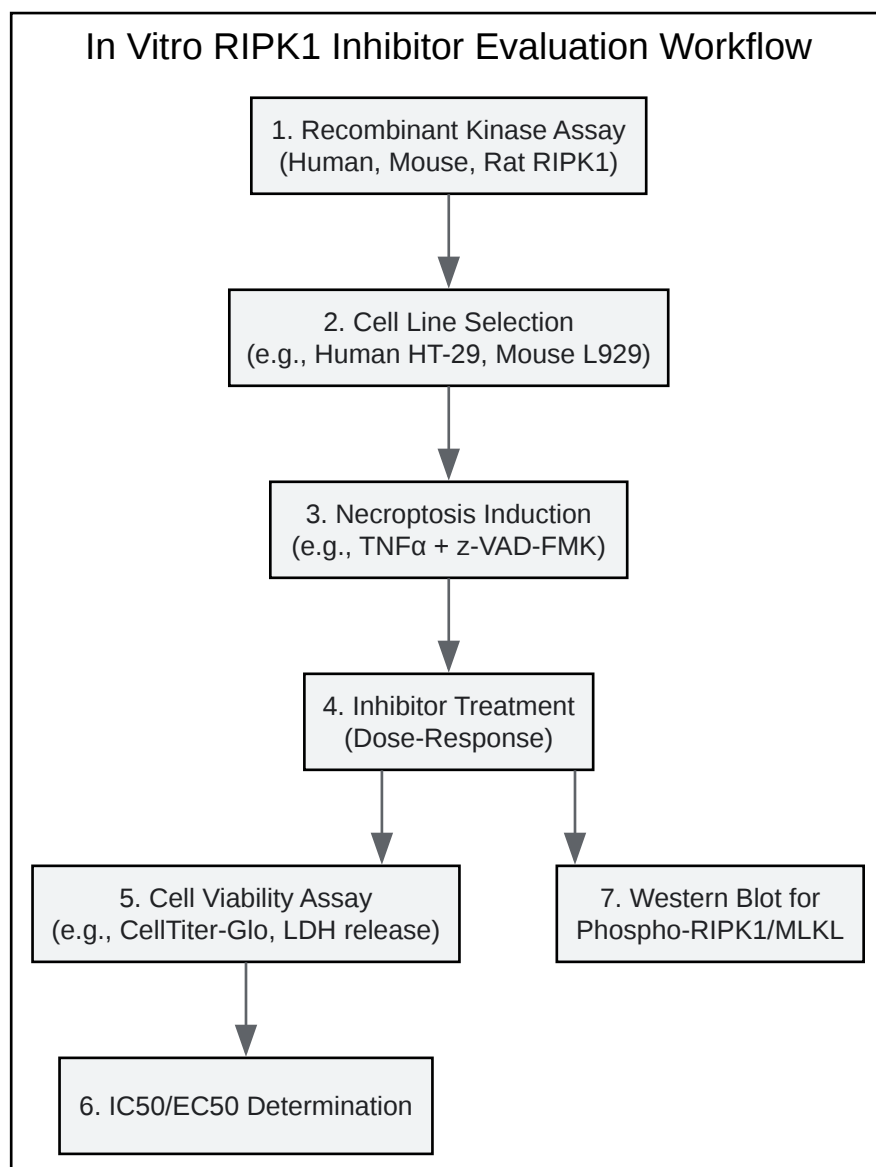 In Vitro RIPK1 Inhibitor Evaluation Workflow
1. Recombinant Kinase Assay
(Human, Mouse, Rat RIPK1)
2. Cell Line Selection
(e.g., Human HT-29, Mouse L929)
3. Necroptosis Induction
(e.g., TNFα + z-VAD-FMK)
4. Inhibitor Treatment
(Dose-Response)
5. Cell Viability Assay
(e.g., CellTiter-Glo, LDH release)
7. Western Blot for
Phospho-RIPK1/MLKL
6. IC50/EC50 Determination